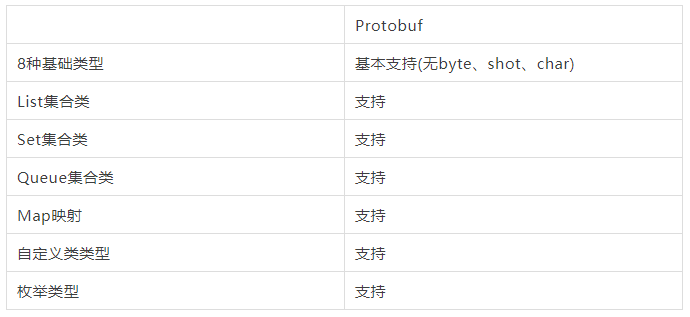 Protobuf
8种基础类型 基本支持(无byte、shot、char)
List集合类 支持
Set集合类 支持
Queue集合类 支持
Map映射 支持
自定义类类型 支持
枚举类型 支持